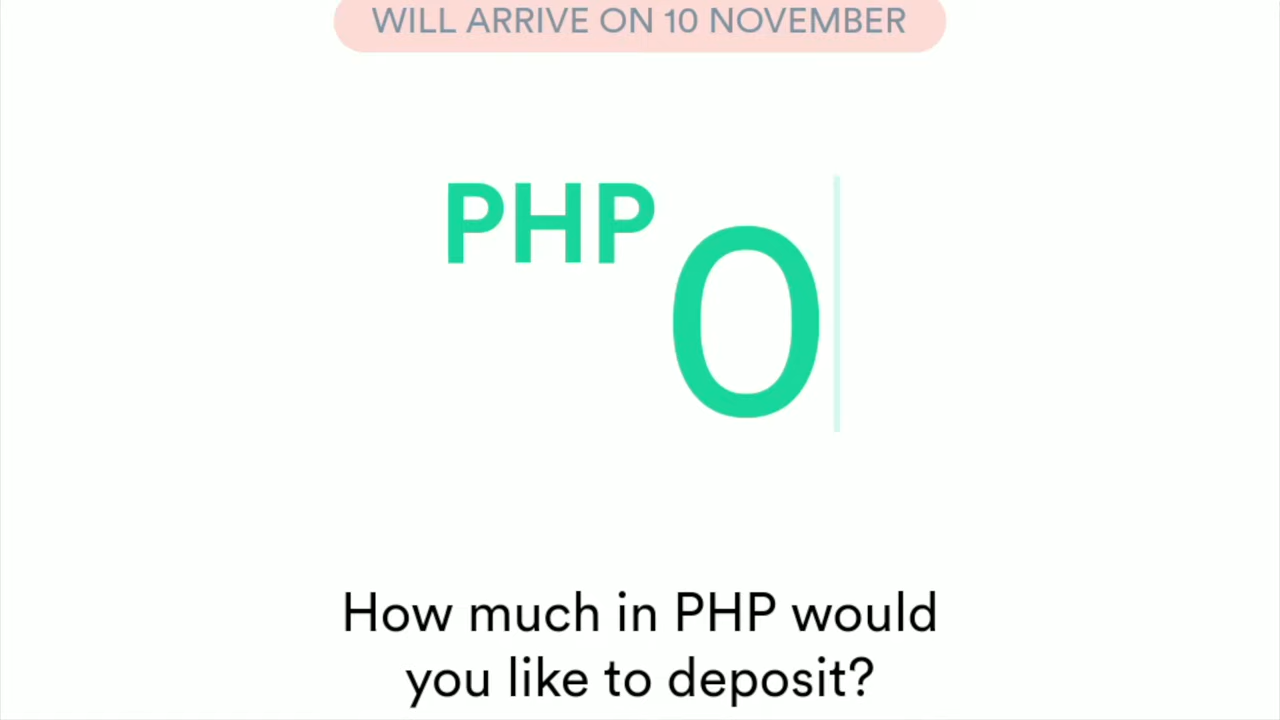 WILL ARRIVE ON 10 NOVEMBER
PHP 0
How much in PHP would
you like to deposit?